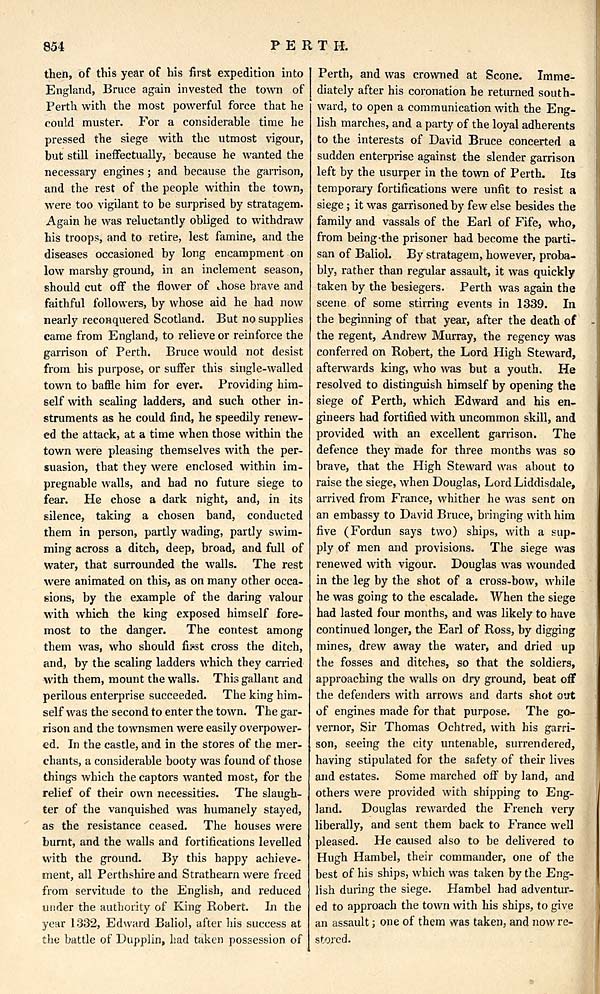 854
PERTH.
then, of this year of his first expedition into
England, Bruce again invested the town of
Perth with the most powerful force that he
could muster. For a considerable time he
pressed the siege with the utmost vigour,
but still ineffectually, because he wanted the
necessary engines; and because the garrison,
and the rest of the people within the town,
were too vigilant to be surprised by stratagem.
Again he was reluctantly obliged to withdraw
his troops, and to retire, lest famine, and the
diseases occasioned by long encampment on
low marshy ground, in an inclement season,
should cut off the flower of those brave and
faithful followers, by whose aid he had now
nearly reconquered Scotland. But no supplies
came from England, to relieve or reinforce the
garrison of Perth. Bruce would not desist
from his purpose, or suffer this single-walled
town to baffle him for ever. Providing him-
self with scaling ladders, and such other in-
struments as he could find, he speedily renew-
ed the attack, at a time when those within the
town were pleasing themselves with the per-
suasion, that they were enclosed within im-
pregnable walls, and had no future siege to
fear. He chose a dark night, and, in its
silence, taking a chosen band, conducted
them in person, partly wading, partly swim-
ming across a ditch, deep, broad, and full of
water, that surrounded the walls. The rest
were animated on this, as on many other occa-
sions, by the example of the daring valour
with which the king exposed himself fore-
most to the danger. The contest among
them was, who should first cross the ditch,
and, by the scaling ladders which they carried
with them, mount the walls. This gallant and
perilous enterprise succeeded. The king him-
self was the second to enter the town. The gar-
rison and the townsmen were easily overpower-
ed. In the castle, and in the stores of the mer-
chants, a considerable booty was found of those
things which the captors wanted most, for the
relief of their own necessities. The slaugh-
ter of the vanquished was humanely stayed,
as the resistance ceased. The houses were
burnt, and the walls and fortifications levelled
with the ground. By this happy achieve-
ment, all Perthshire and Strathearn were freed
from servitude to the English, and reduced
under the authority of King Robert. In the
year 1332, Edward Baliol, after his success at
the battle of Dupplin, had taken possession of
Perth, and was crowned at Scone. Imme-
diately after his coronation he returned south-
ward, to open a communication with the Eng-
lish marches, and a party of the loyal adherents
to the interests of David Bruce concerted a
sudden enterprise against the slender garrison
left by the usurper in the town of Perth. Its
temporary fortifications were unfit to resist a
siege; it was garrisoned by few else besides the
family and vassals of the Earl of Fife, who,
from being the prisoner had become the parti-
san of Baliol. By stratagem, however, proba-
bly, rather than regular assault, it was quickly
taken by the besiegers. Perth was again the
scene of some stirring events in 1339. In
the beginning of that year, after the death of
the regent, Andrew Murray, the regency was
conferred on Robert, the Lord High Steward,
afterwards king, who was but a youth. He
resolved to distinguish himself by opening the
siege of Perth, which Edward and his en-
gineers had fortified with uncommon skill, and
provided with an excellent garrison. The
defence they made for three months was so
brave, that the High Steward was about to
raise the siege, when Douglas, Lord Liddisdale,
arrived from France, whither he was sent on
an embassy to David Bruce, bringing with him
five (Fordun says two) ships, with a sup-
ply of men and provisions. The siege was
renewed with vigour. Douglas was wounded
in the leg by the shot of a cross-bow, while
he was going to the escalade. When the siege
had lasted four months, and was likely to have
continued longer, the Earl of Ross, by digging
mines, drew away the water, and dried up
the fosses and ditches, so that the soldiers,
approaching the walls on dry ground, beat off
the defenders with arrows and darts shot out
of engines made for that purpose. The go-
vernor, Sir Thomas Ochtred, with his garri-
son, seeing the city untenable, surrendered,
having stipulated for the safety of their lives
and estates. Some marched off by land, and
others were provided with shipping to Eng-
land. Douglas rewarded the French very
liberally, and sent them back to France well
pleased. He caused also to be delivered to
Hugh Hambel, their commander, one of the
best of his ships, which was taken by the Eng-
lish during the siege. Hambel had adventur-
ed to approach the town with his ships, to give
an assault; one of them was taken, and now re-
stored.